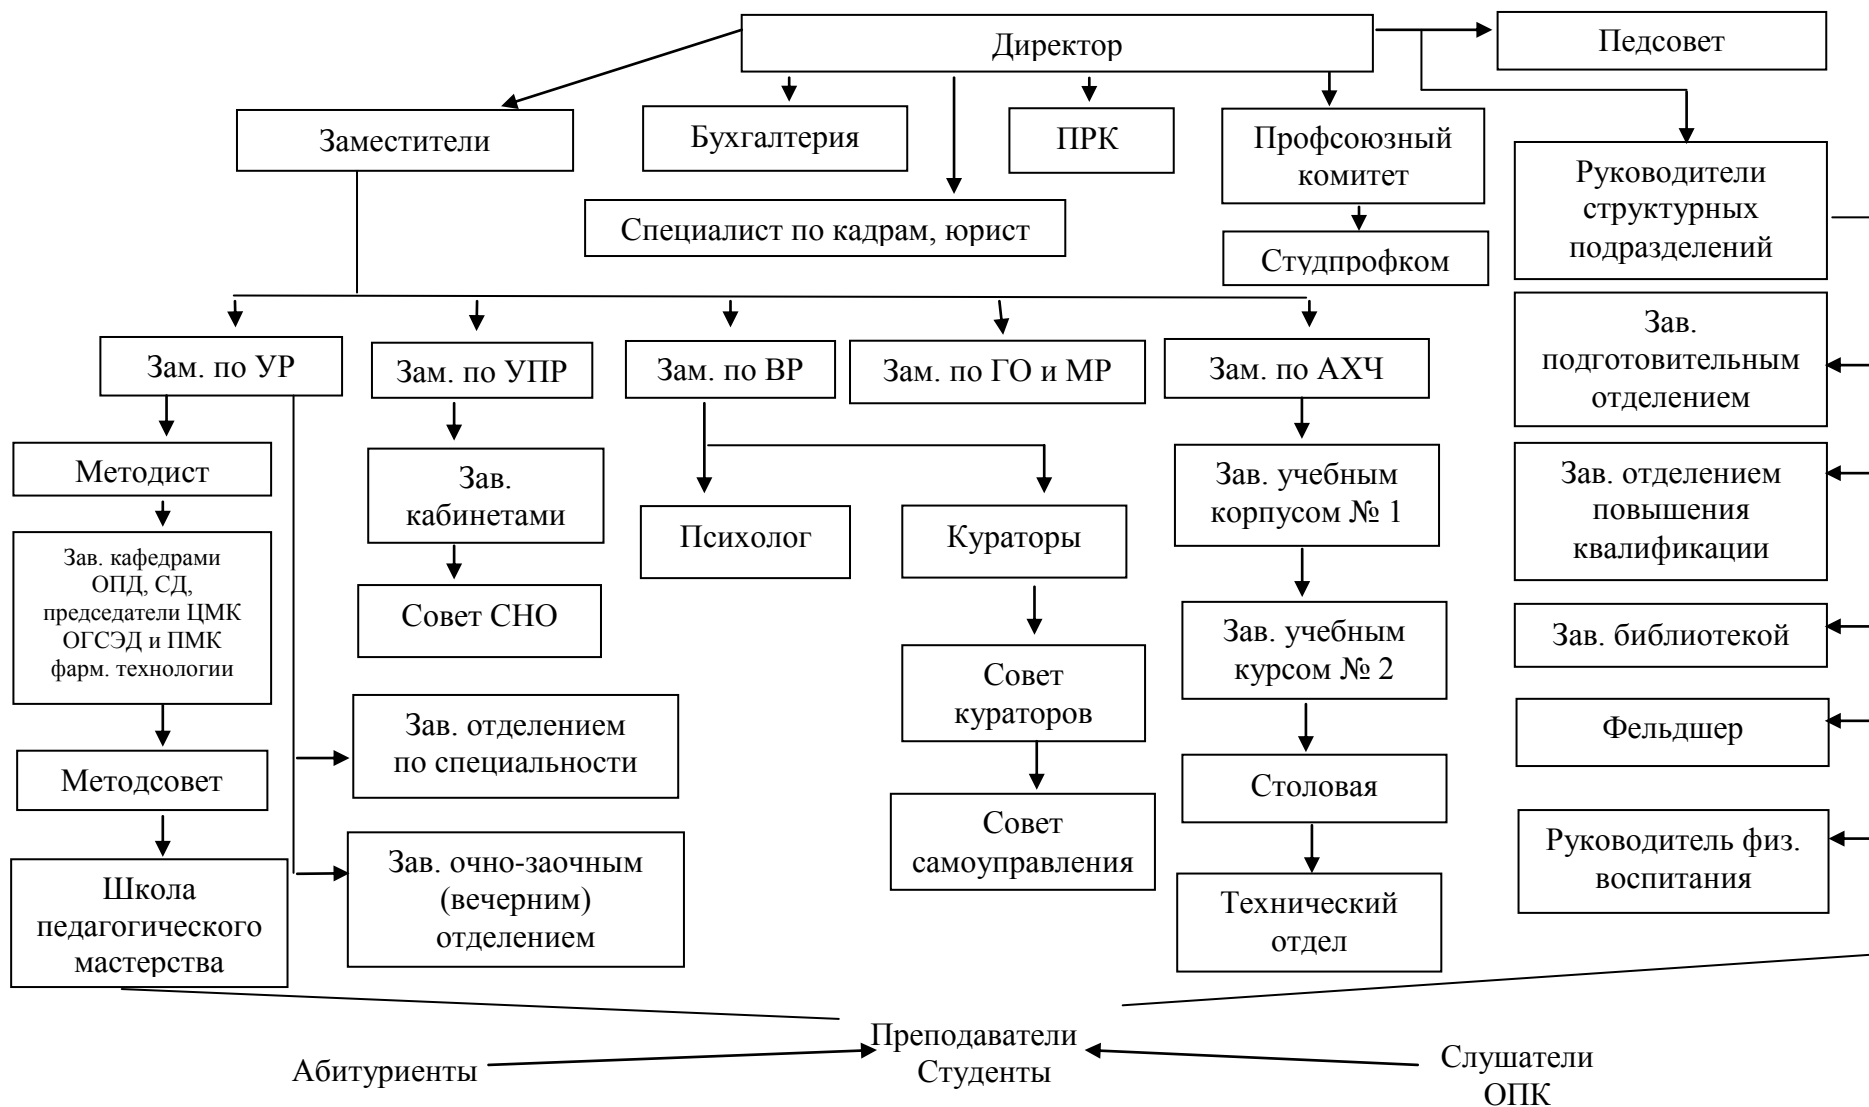 Директор
Педсовет
Заместители
Бухгалтерия
ПРК
Профсоюзный
комитет
Руководители
структурных
подразделений
Специалист по кадрам, юрист
Студпрофком
Зам. по УР
Зам. по УПР
Зам. по ВР
Зам. по ГО и МР
Зам. по АХЧ
Зав.
подготовительным
отделением
Методист
Зав.
кабинетами
Психолог
Кураторы
Зав. учебным
корпусом № 1
Зав. отделением
повышения
квалификации
Зав. кафедрами
ОПД, СД,
председатели ЦМК
ОГСЭД и ПМК
фарм. технологии
Совет СНО
Совет
кураторов
Зав. учебным
курсом № 2
Зав. библиотекой
Методсовет
Зав. отделением
по специальности
Столовая
Фельдшер
Школа
педагогического
мастерства
Зав. очно-заочным
(вечерним)
отделением
Совет
самоуправления
Технический
отдел
Руководитель физ.
воспитания
Абитуриенты
Преподаватели
Студенты
Слушатели
ОПК